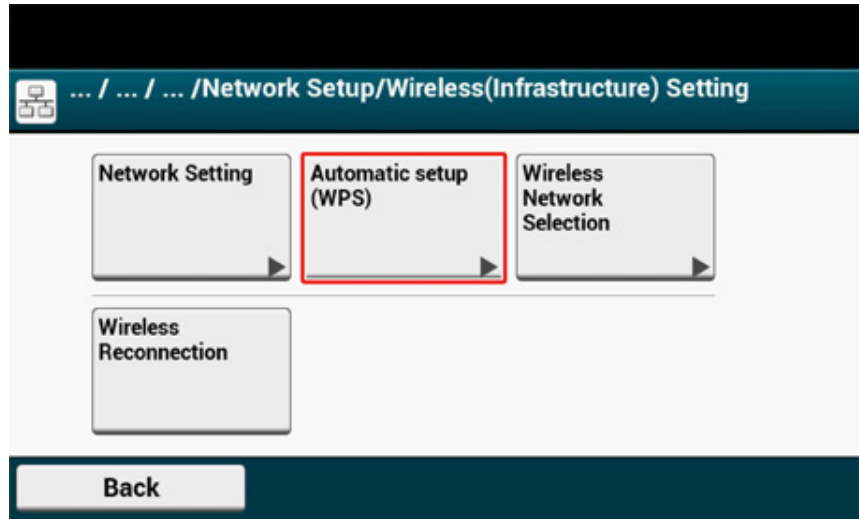 ... / ... / ... /Network Setup/Wireless(Infrastructure) Setting
Network Setting
Automatic setup
(WPS)
Wireless
Network
Selection
Wireless
Reconnection
Back